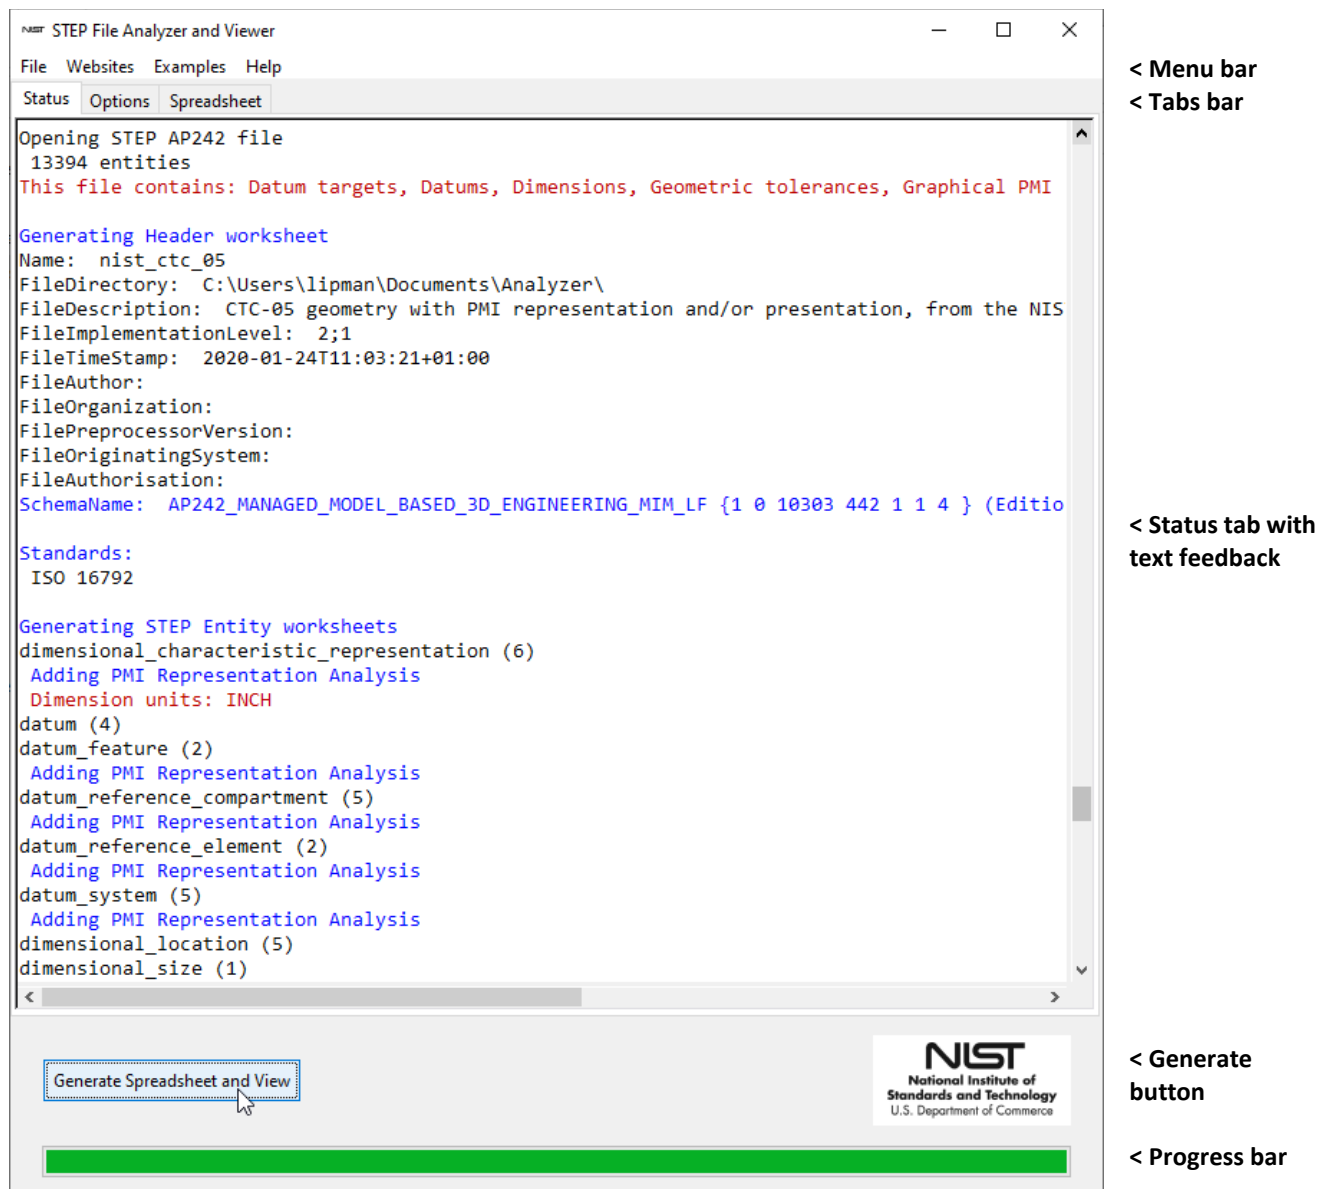 NIST STEP File Analyzer and Viewer
File Websites Examples Help
< Menu bar
Status Options Spreadsheet
< Tabs bar
Opening STEP AP242 file
13394 entities
This file contains: Datum targets, Datums, Dimensions, Geometric tolerances, Graphical PMI
Generating Header worksheet
Name: nist_ctc_05
FileDirectory: C:\Users\lipman\Documents\Analyzer\
FileDescription: CTC-05 geometry with PMI representation and/or presentation, from the NIS
FileImplementationLevel: 2;1
FileTimeStamp: 2020-01-24T11:03:21+01:00
FileAuthor:
FileOrganization:
FilePreprocessorVersion:
FileOriginatingSystem:
FileAuthorisation:
SchemaName: AP242_MANAGED_MODEL_BASED_3D_ENGINEERING_MIM_LF {1 0 10303 442 1 1 4 } (Editio
< Status tab with
text feedback
Standards:
ISO 16792
Generating STEP Entity worksheets
dimensional_characteristic_representation (6)
Adding PMI Representation Analysis
Dimension units: INCH
datum (4)
datum_feature (2)
Adding PMI Representation Analysis
datum_reference_compartment (5)
Adding PMI Representation Analysis
datum_reference_element (2)
Adding PMI Representation Analysis
datum_system (5)
Adding PMI Representation Analysis
dimensional_location (5)
dimensional_size (1)
Generate Spreadsheet and View
NIST
National Institute of
Standards and Technology
U.S. Department of Commerce
< Generate
button
< Progress bar